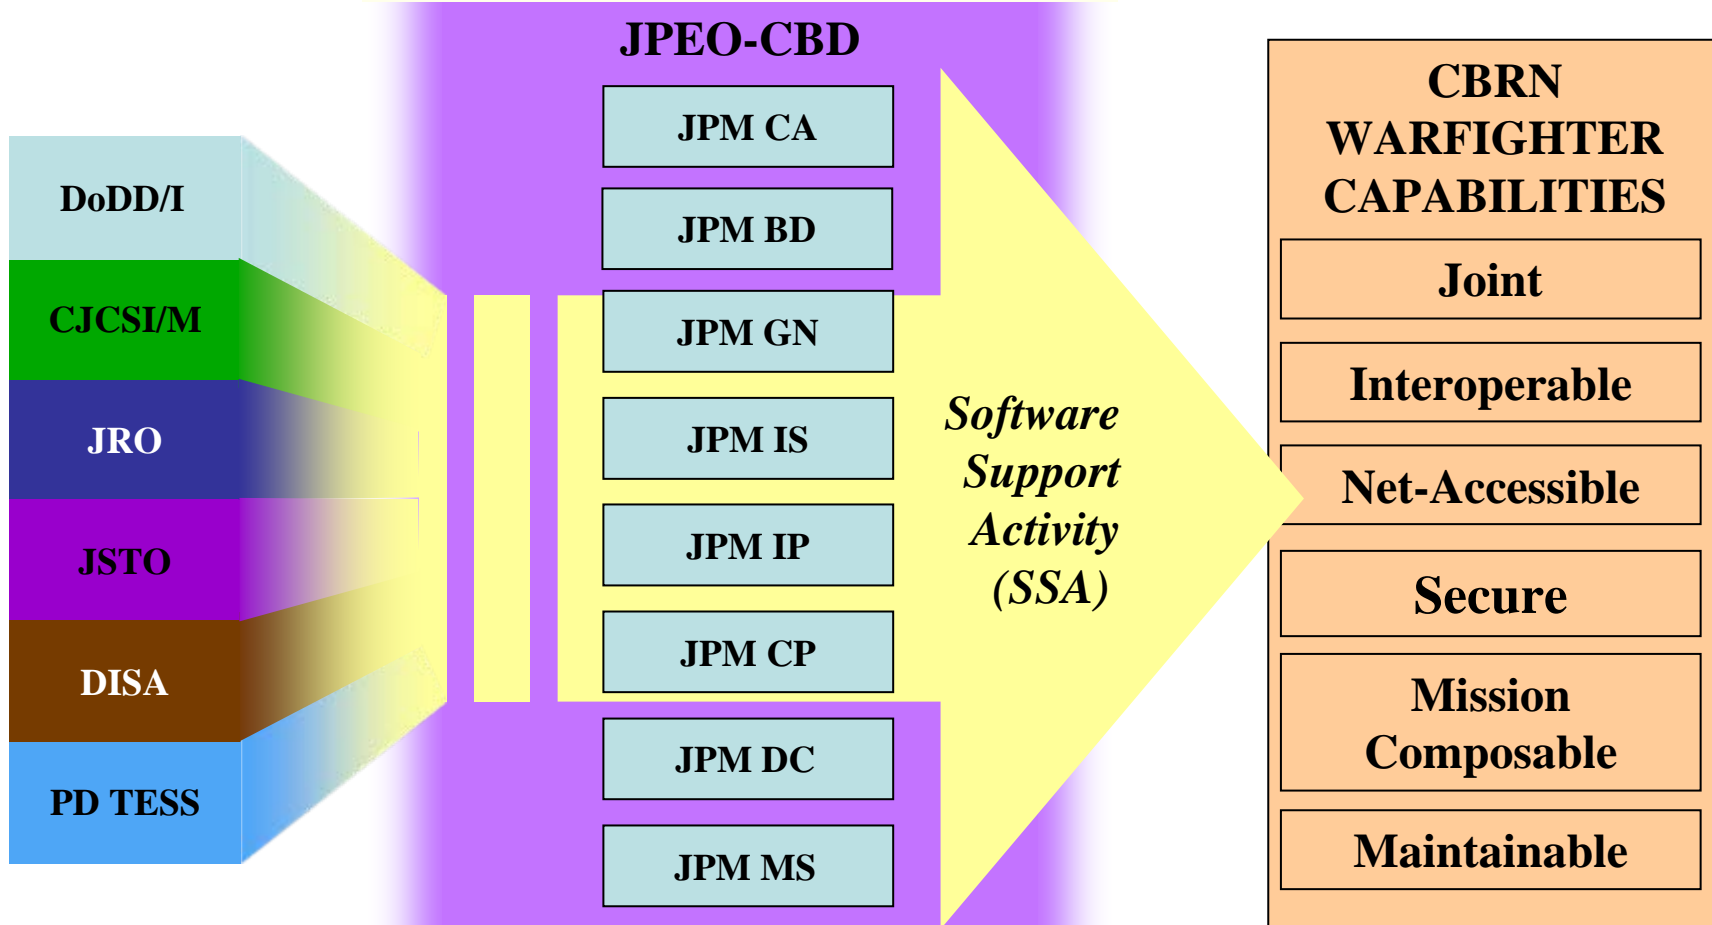 JPEO-CBD
DoDD/I
CJCSI/M
JRO
JSTO
DISA
PD TESS
JPM CA
JPM BD
JPM GN
JPM IS
JPM IP
JPM CP
JPM DC
JPM MS
Software
Support
Activity
(SSA)
CBRN
WARFIGHTER
CAPABILITIES
Joint
Interoperable
Net-Accessible
Secure
Mission
Composable
Maintainable